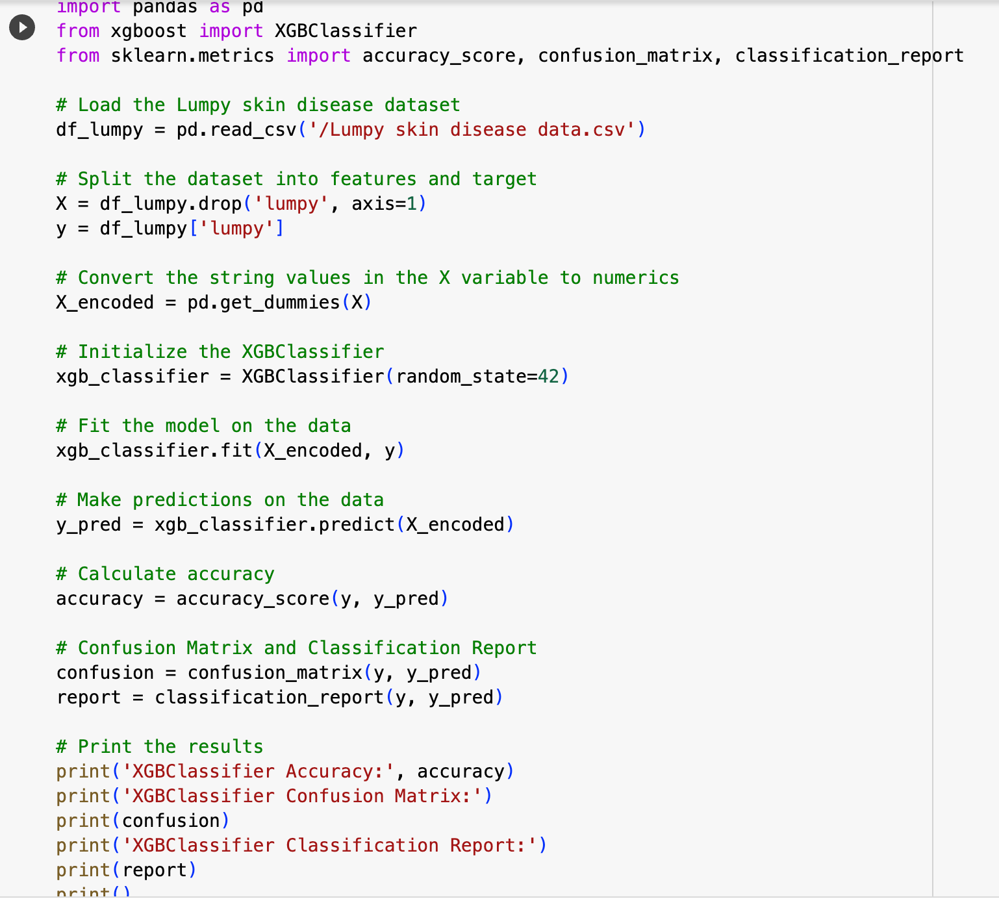 import pandas as pd
from xgboost import XGBClassifier
from sklearn.metrics import accuracy_score, confusion_matrix, classification_report
# Load the Lumpy skin disease dataset
df_lumpy = pd.read_csv('/Lumpy skin disease data.csv')
# Split the dataset into features and target
X = df_lumpy.drop('lumpy', axis=1)
y = df_lumpy['lumpy']
# Convert the string values in the X variable to numerics
X_encoded = pd.get_dummies(X)
# Initialize the XGBClassifier
xgb_classifier = XGBClassifier(random_state=42)
# Fit the model on the data
xgb_classifier.fit(X_encoded, y)
# Make predictions on the data
y_pred = xgb_classifier.predict(X_encoded)
# Calculate accuracy
accuracy = accuracy_score(y, y_pred)
# Confusion Matrix and Classification Report
confusion = confusion_matrix(y, y_pred)
report = classification_report(y, y_pred)
# Print the results
print('XGBClassifier Accuracy:', accuracy)
print('XGBClassifier Confusion Matrix:')
print(confusion)
print('XGBClassifier Classification Report:')
print(report)
print()